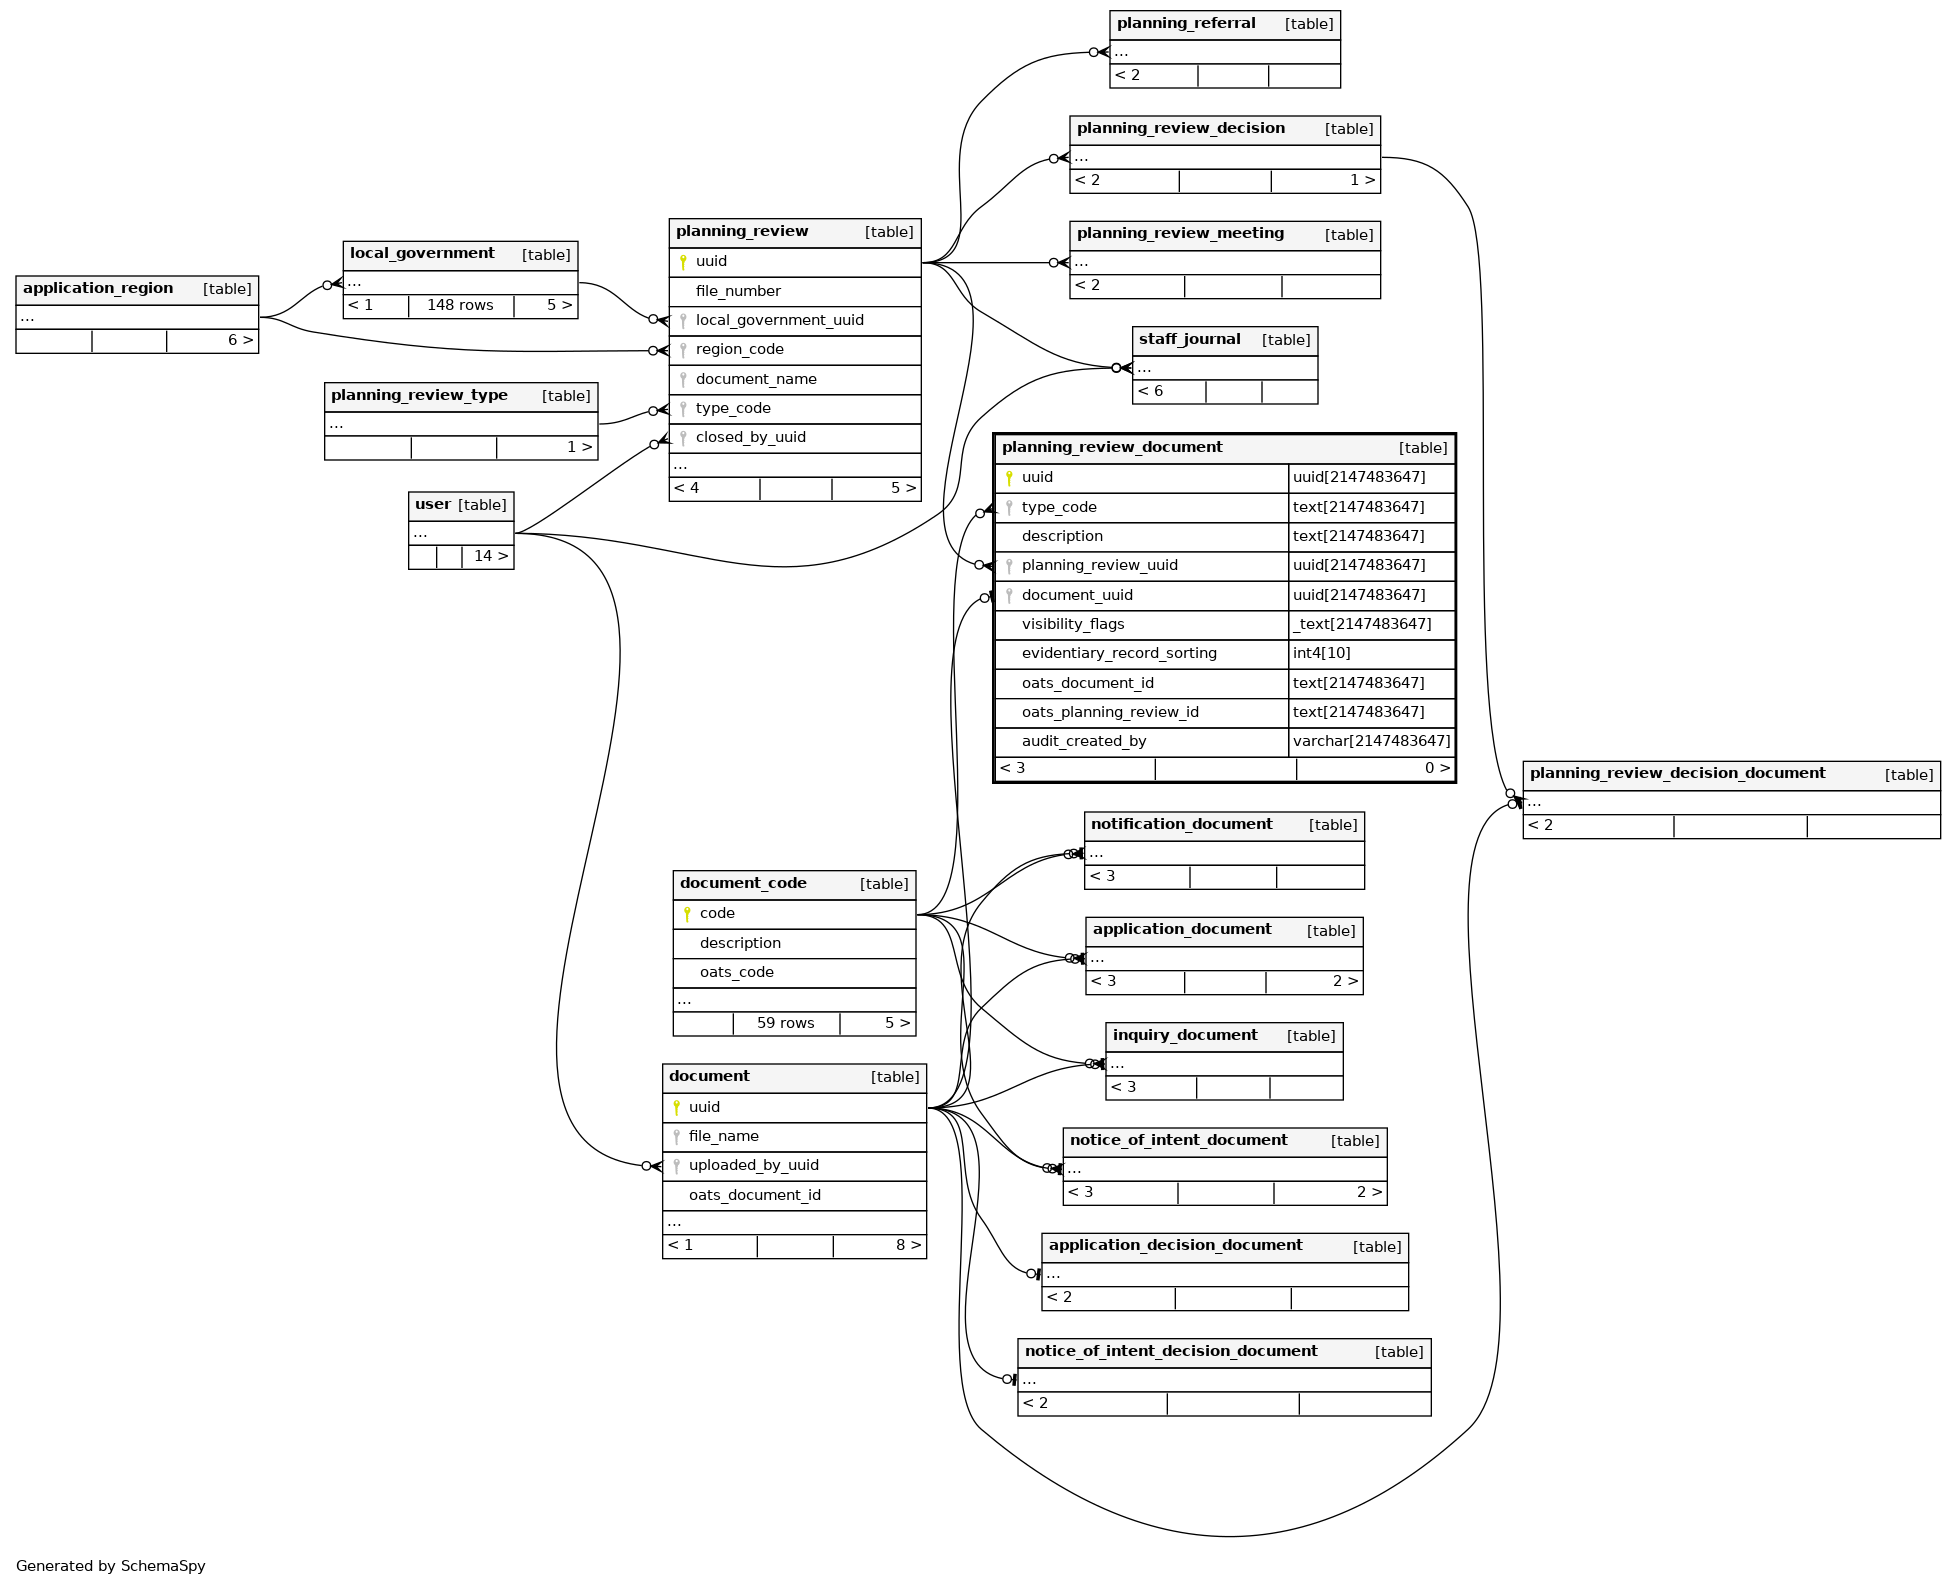 planning_referral [table]
...
< 2
planning_review_decision [table]
...
< 2 1 >
planning_review_meeting [table]
...
< 2
staff_journal [table]
...
< 6
application_region [table]
...
6 >
local_government [table]
...
< 1 148 rows 5 >
planning_review_type [table]
...
1 >
user [table]
...
14 >
planning_review [table]
uuid
file_number
local_government_uuid
region_code
document_name
type_code
closed_by_uuid
...
< 4 5 >
planning_review_document [table]
uuid uuid[2147483647]
type_code text[2147483647]
description text[2147483647]
planning_review_uuid uuid[2147483647]
document_uuid uuid[2147483647]
visibility_flags _text[2147483647]
evidentiary_record_sorting int4[10]
oats_document_id text[2147483647]
oats_planning_review_id text[2147483647]
audit_created_by varchar[2147483647]
< 3 0 >
planning_review_decision_document [table]
...
< 2
notification_document [table]
...
< 3
document_code [table]
code
description
oats_code
...
59 rows 5 >
application_document [table]
...
< 3 2 >
inquiry_document [table]
...
< 3
document [table]
uuid
file_name
uploaded_by_uuid
oats_document_id
...
< 1 8 >
notice_of_intent_document [table]
...
< 3 2 >
application_decision_document [table]
...
< 2
notice_of_intent_decision_document [table]
...
< 2
Generated by SchemaSpy